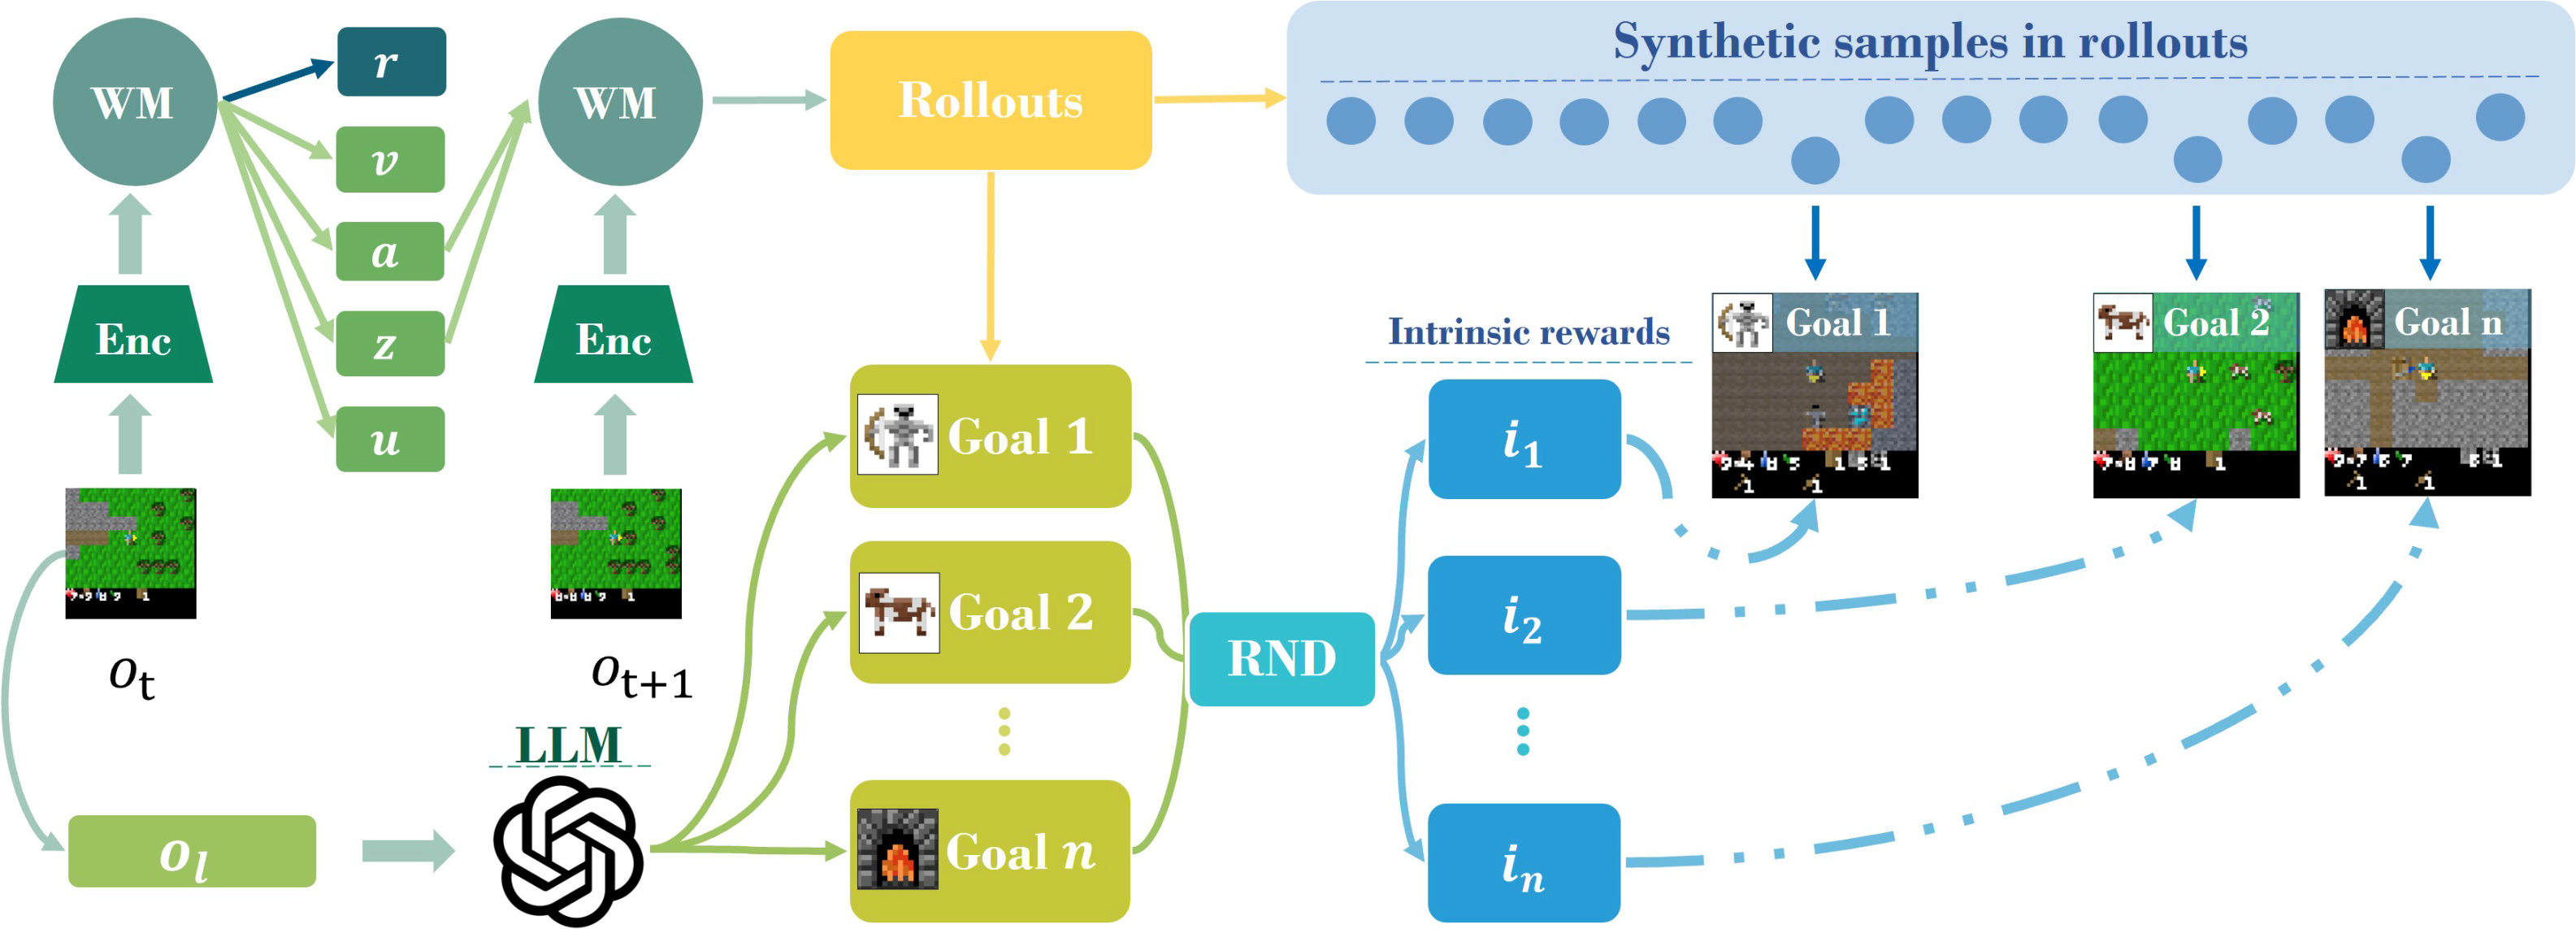 WM
r
v
a
z
u
WM
Rollouts
Synthetic samples in rollouts
Enc
Enc
o_t
o_{t+1}
LLM
o_l
Goal 1
Goal 2
Goal n
RND
Intrinsic rewards
i_1
i_2
i_n
Goal 1
Goal 2
Goal n